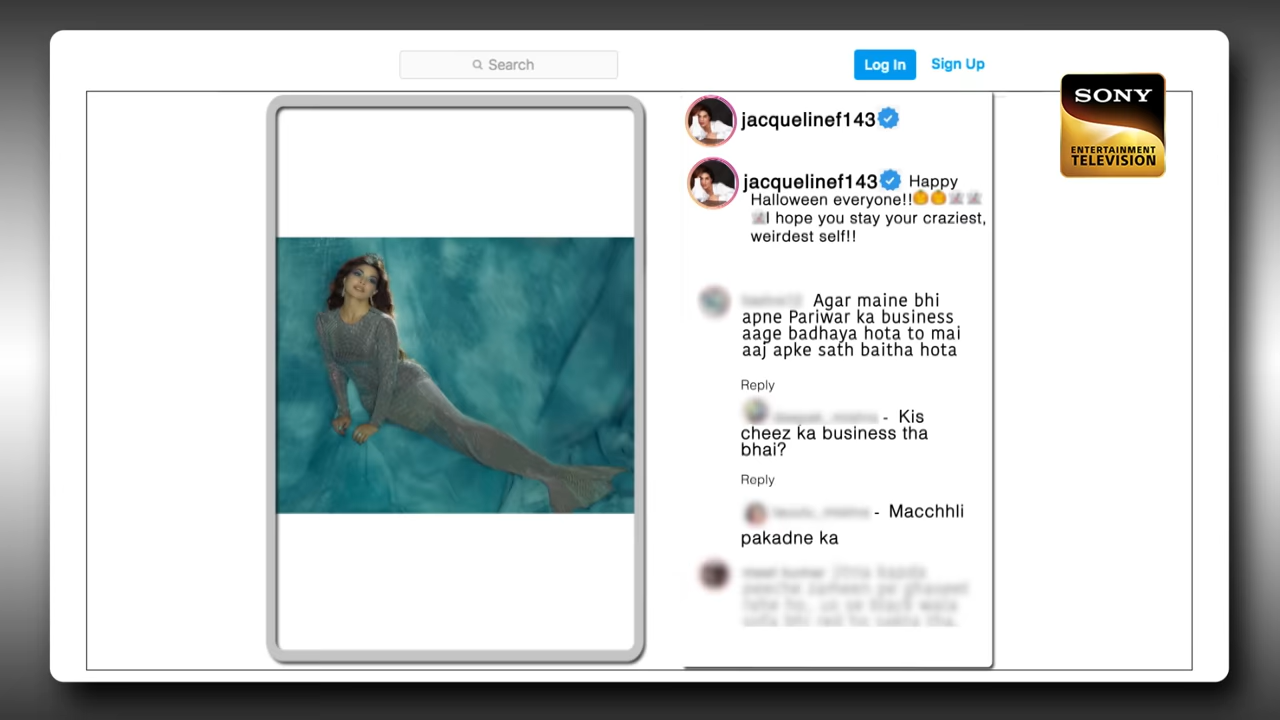 Search
Log In
Sign Up
SONY
ENTERTAINMENT
TELEVISION
jacquelinef143
jacquelinef143 Happy
Halloween everyone!!🎃🎃
I hope you stay your craziest,
weirdest self!!
Agar maine bhi
apne Pariwar ka business
aage badhaya hota to mai
aaj apke sath baitha hota
Reply
- Kis
cheez ka business tha
bhai?
Reply
- Macchhli
pakadne ka